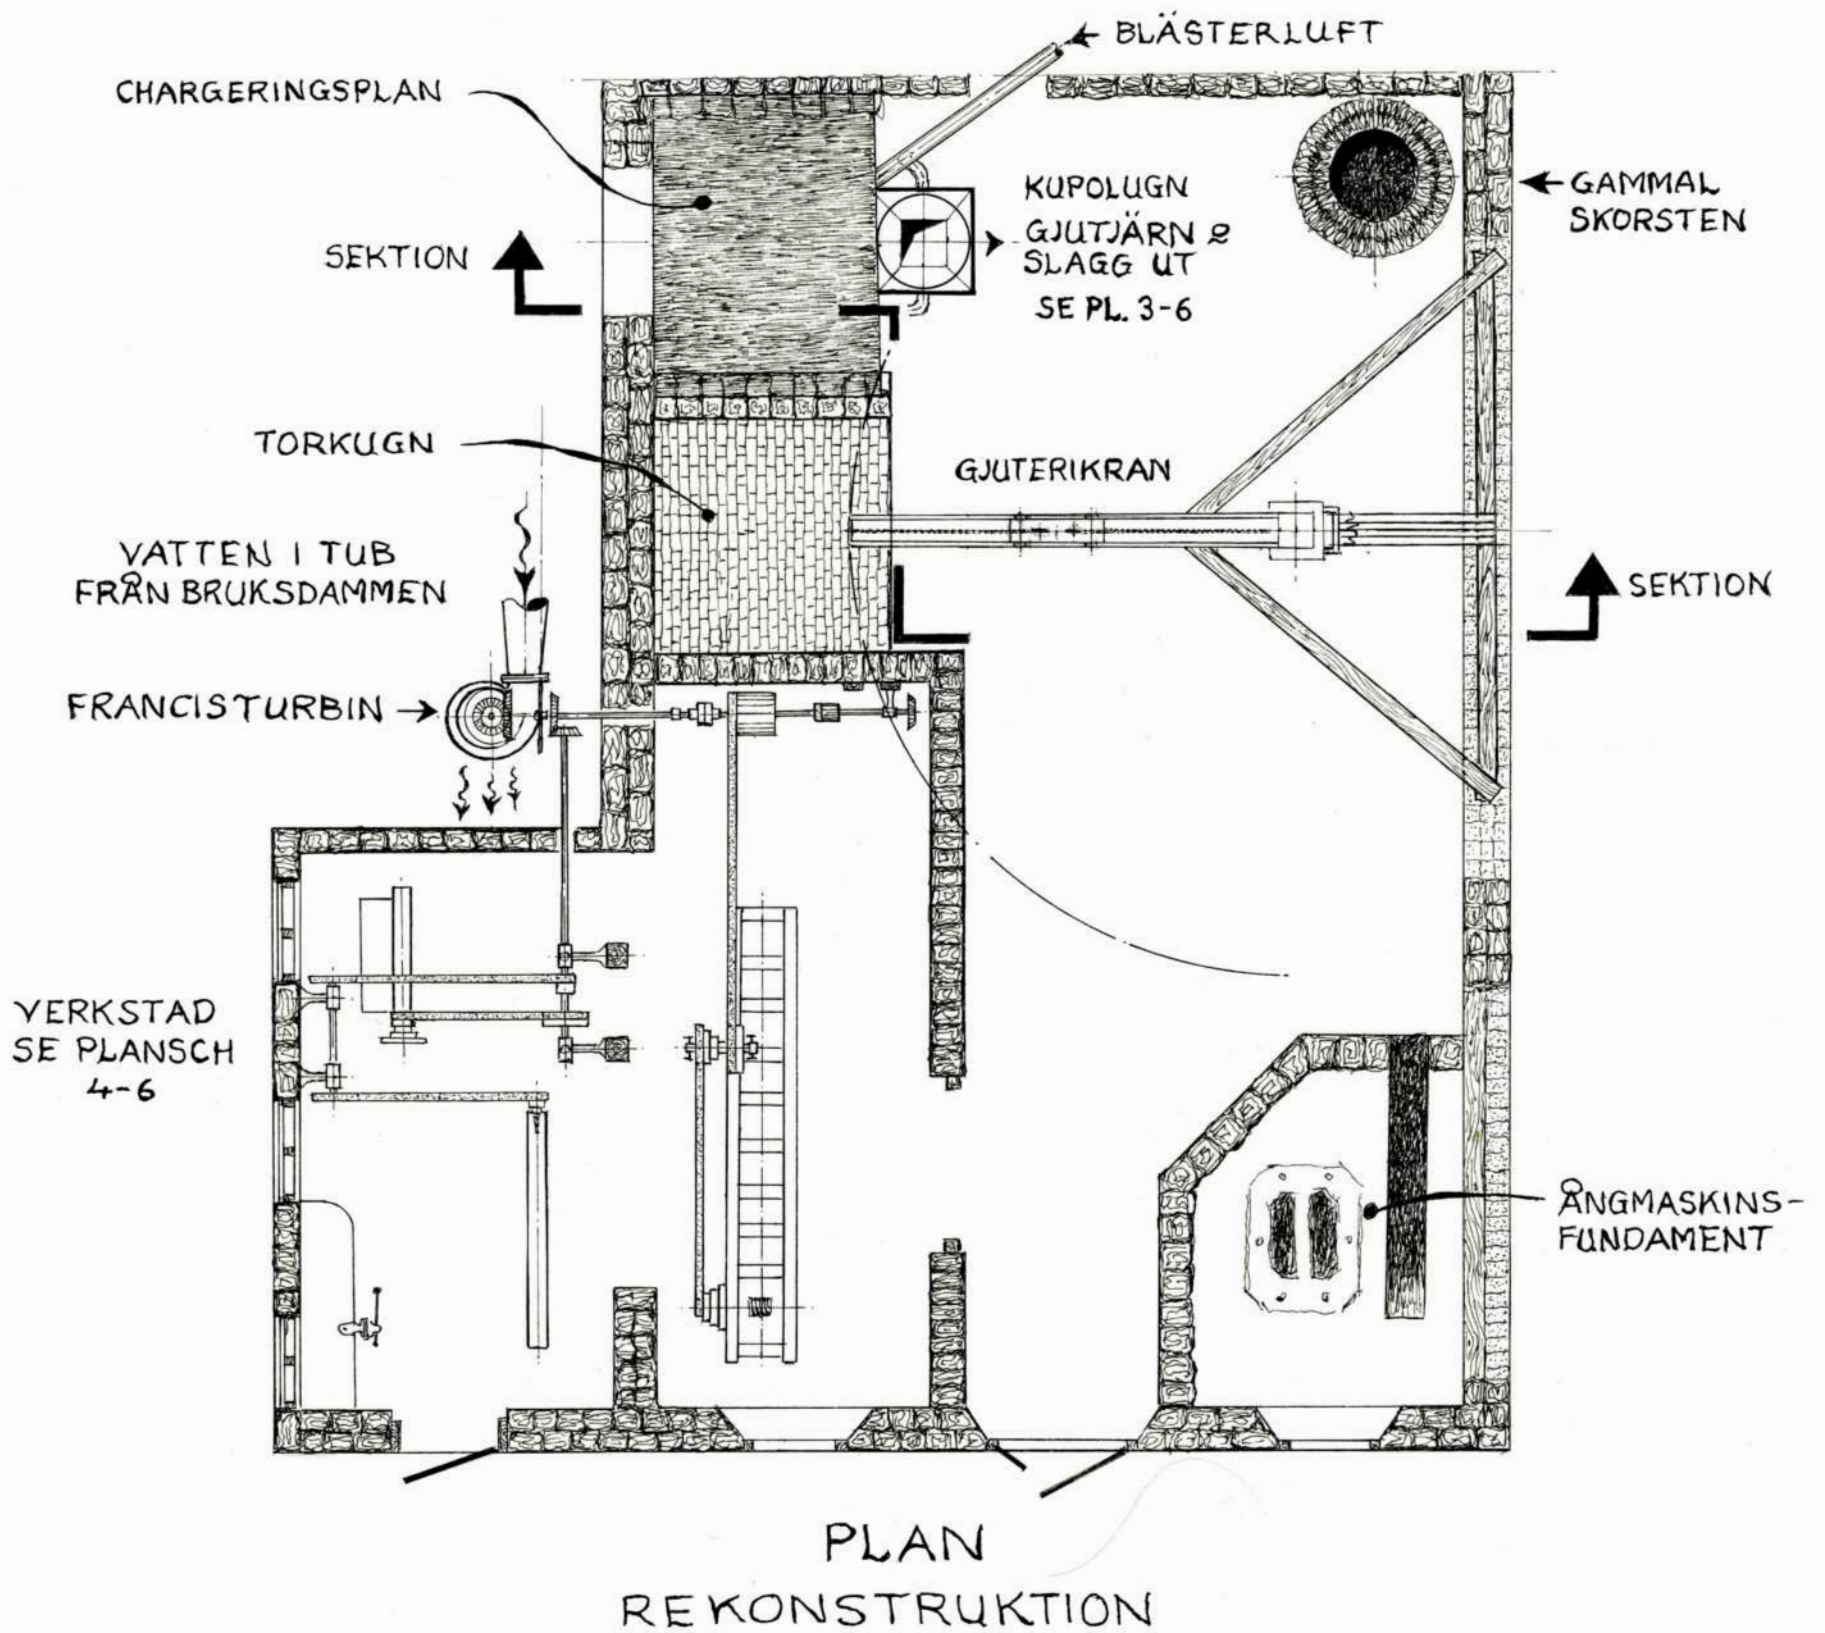 BLÄSTERLUFT
CHARGERINGSPLAN
KUPOLUGN
GJUTJÄRN &
SLAGG UT
SE PL. 3-6
GAMMAL
SKORSTEN
SEKTION
TORKUGN
GJUTERIKRAN
VATTEN I TUB
FRÅN BRUKSDAMMEN
SEKTION
FRANCISTURBIN
VERKSTAD
SE PLANSCH
4-6
ÅNGMASKINS-
FUNDAMENT
PLAN
REKONSTRUKTION